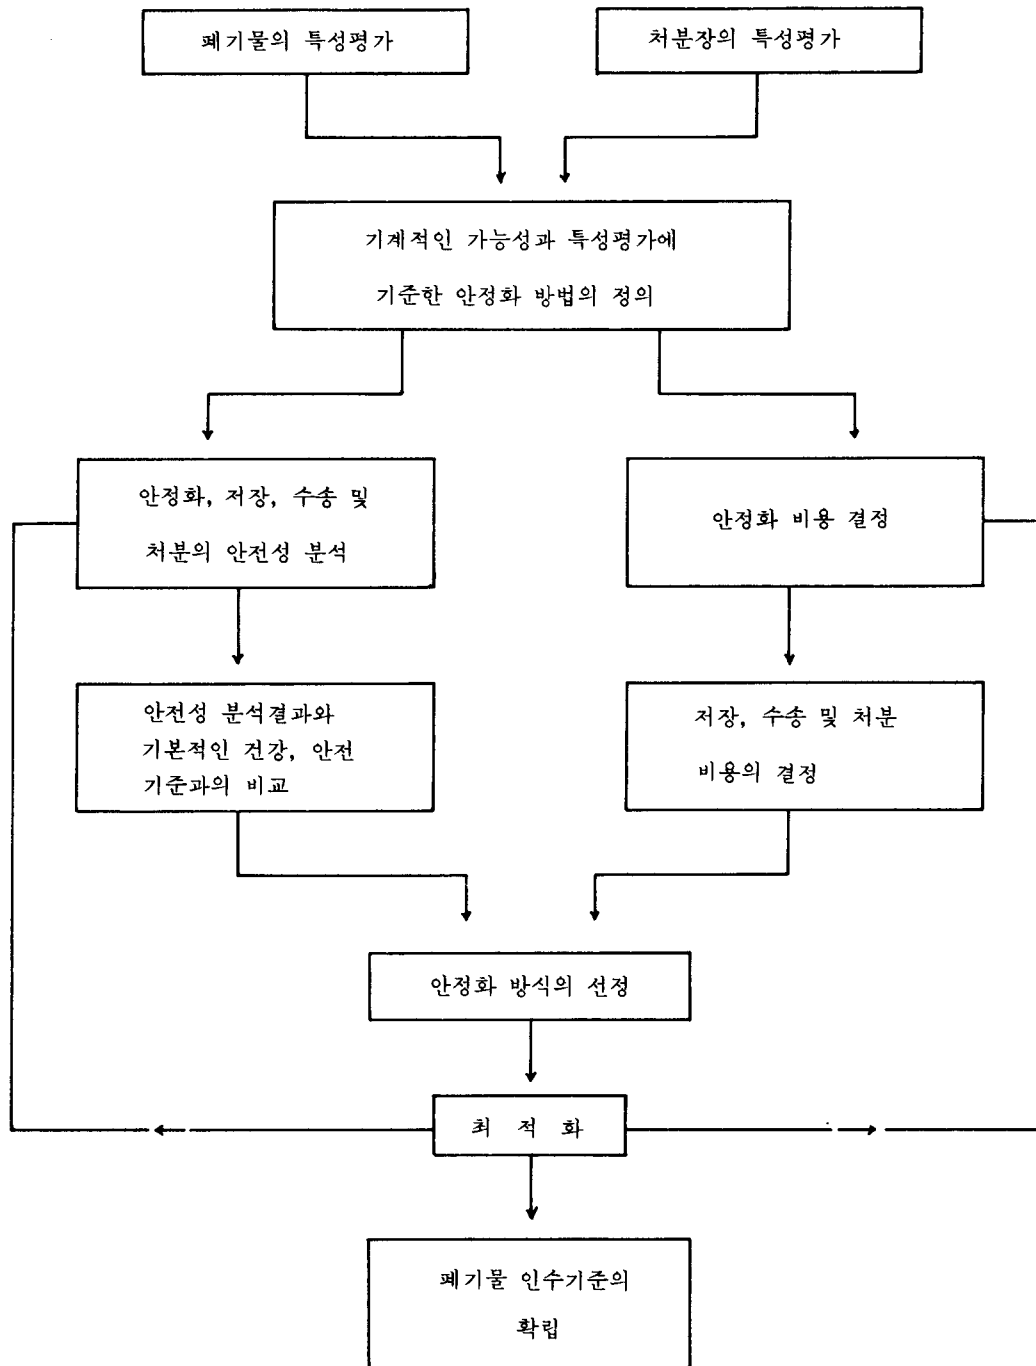 폐기물의 특성평가
처분장의 특성평가
기계적인 가능성과 특성평가에
기준한 안정화 방법의 정의
안정화, 저장, 수송 및
처분의 안전성 분석
안정화 비용 결정
안전성 분석결과와
기본적인 건강, 안전
기준과의 비교
저장, 수송 및 처분
비용의 결정
안정화 방식의 선정
최 적 화
폐기물 인수기준의
확립